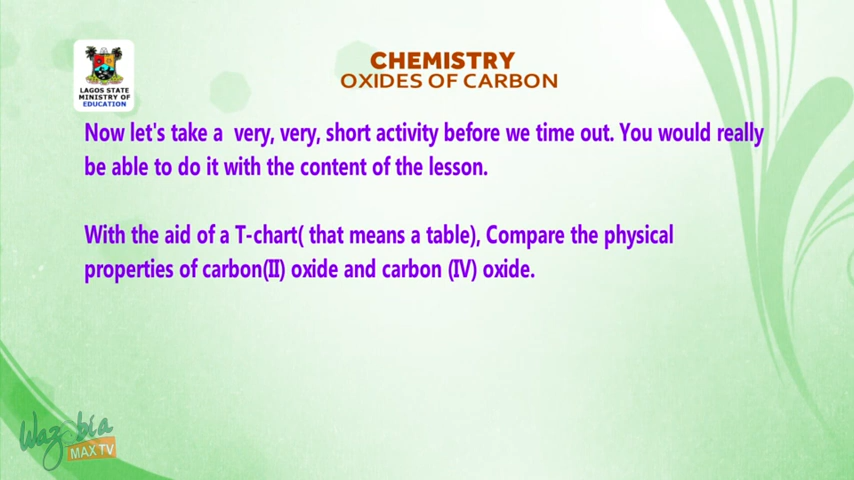 CHEMISTRY
OXIDES OF CARBON
LAGOS STATE
MINISTRY OF
EDUCATION
Now let's take a very, very, short activity before we time out. You would really
be able to do it with the content of the lesson.
With the aid of a T-chart( that means a table), Compare the physical
properties of carbon(II) oxide and carbon (IV) oxide.
Wazobia
MAX TV